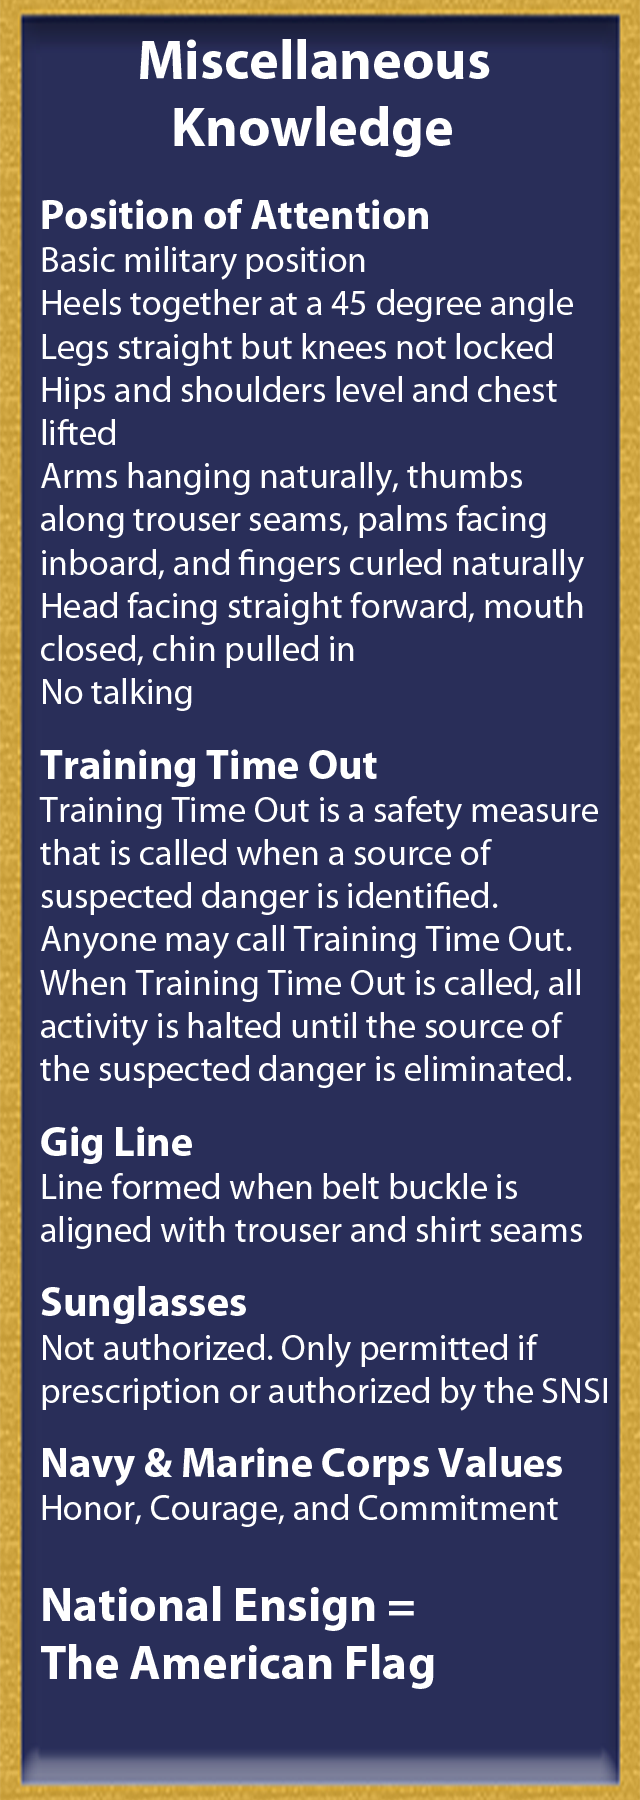 Miscellaneous
Knowledge
Position of Attention
Basic military position
Heels together at a 45 degree angle
Legs straight but knees not locked
Hips and shoulders level and chest
lifted
Arms hanging naturally, thumbs
along trouser seams, palms facing
inboard, and fingers curled naturally
Head facing straight forward, mouth
closed, chin pulled in
No talking
Training Time Out
Training Time Out is a safety measure
that is called when a source of
suspected danger is identified.
Anyone may call Training Time Out.
When Training Time Out is called, all
activity is halted until the source of
the suspected danger is eliminated.
Gig Line
Line formed when belt buckle is
aligned with trouser and shirt seams
Sunglasses
Not authorized. Only permitted if
prescription or authorized by the SNSI
Navy & Marine Corps Values
Honor, Courage, and Commitment
National Ensign =
The American Flag